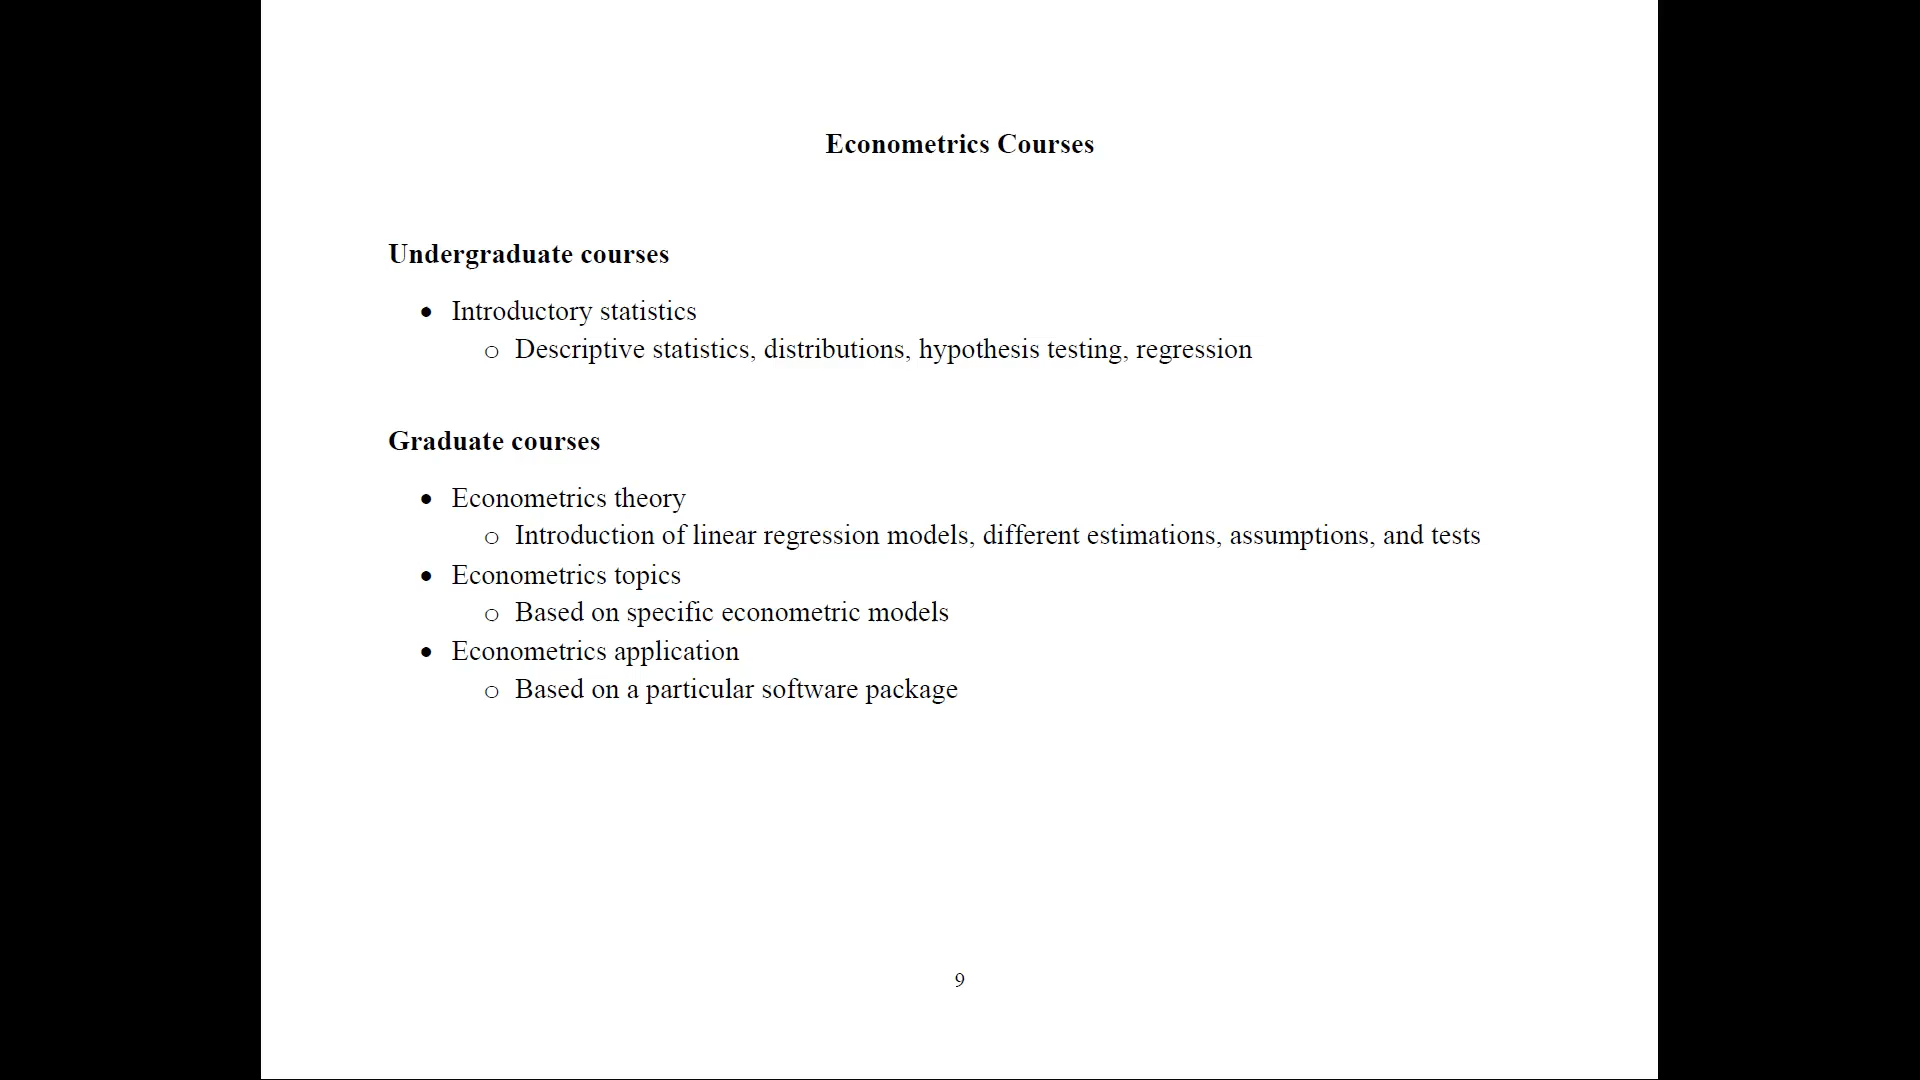 Econometrics Courses
Undergraduate courses
• Introductory statistics
o Descriptive statistics, distributions, hypothesis testing, regression
Graduate courses
• Econometrics theory
o Introduction of linear regression models, different estimations, assumptions, and tests
• Econometrics topics
o Based on specific econometric models
• Econometrics application
o Based on a particular software package
9